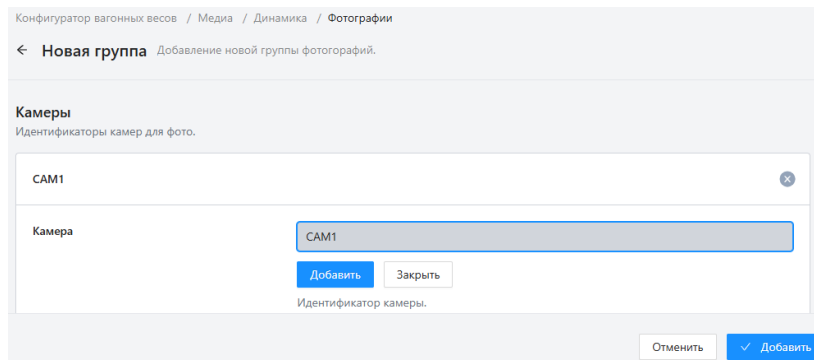 Конфигуратор вагонных весов / Медиа / Динамика / Фотографии
← Новая группа Добавление новой группы фотогорафий.
Камеры
Идентификаторы камер для фото.
CAM1
Камера
CAM1
Добавить Закрыть
Идентификатор камеры.
Отменить Добавить